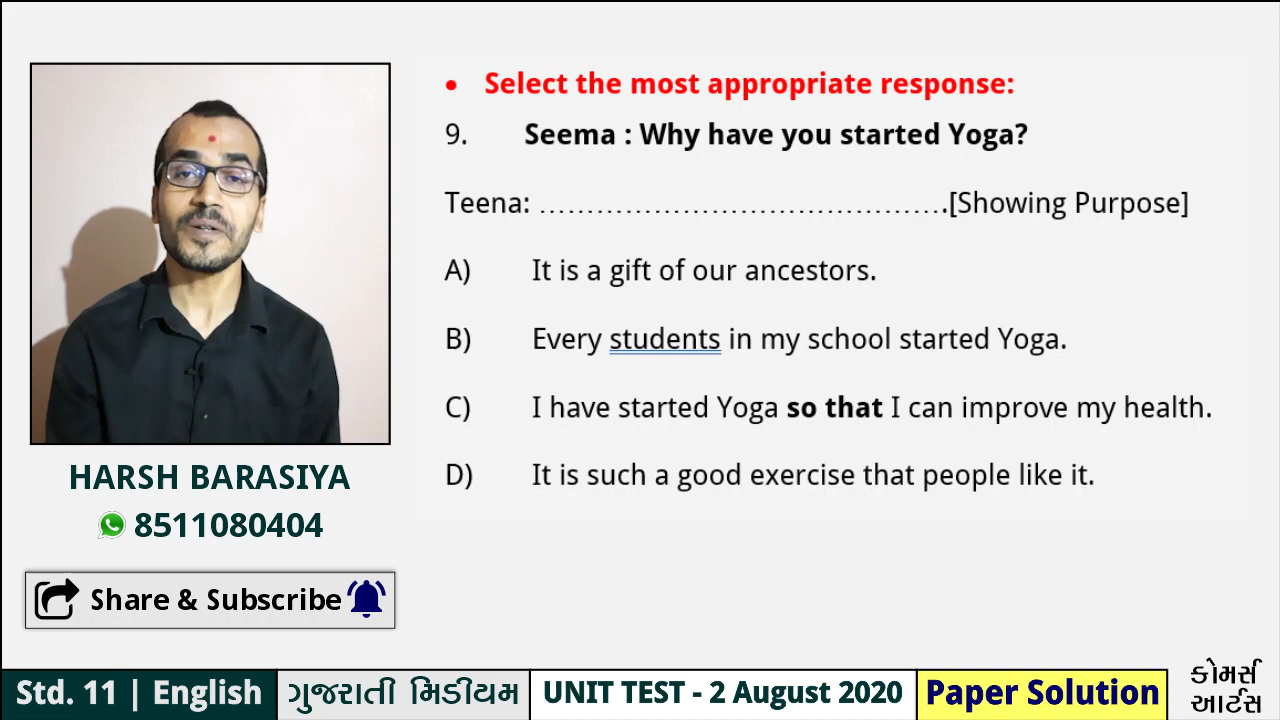 • Select the most appropriate response:
9. Seema : Why have you started Yoga?
Teena: ……………………………………….[Showing Purpose]
A) It is a gift of our ancestors.
B) Every students in my school started Yoga.
C) I have started Yoga so that I can improve my health.
D) It is such a good exercise that people like it.
HARSH BARASIYA
8511080404
Share & Subscribe
Std. 11 | English ગુજરાતી મિડીયમ UNIT TEST - 2 August 2020 Paper Solution
કોમર્સ
આર્ટસ